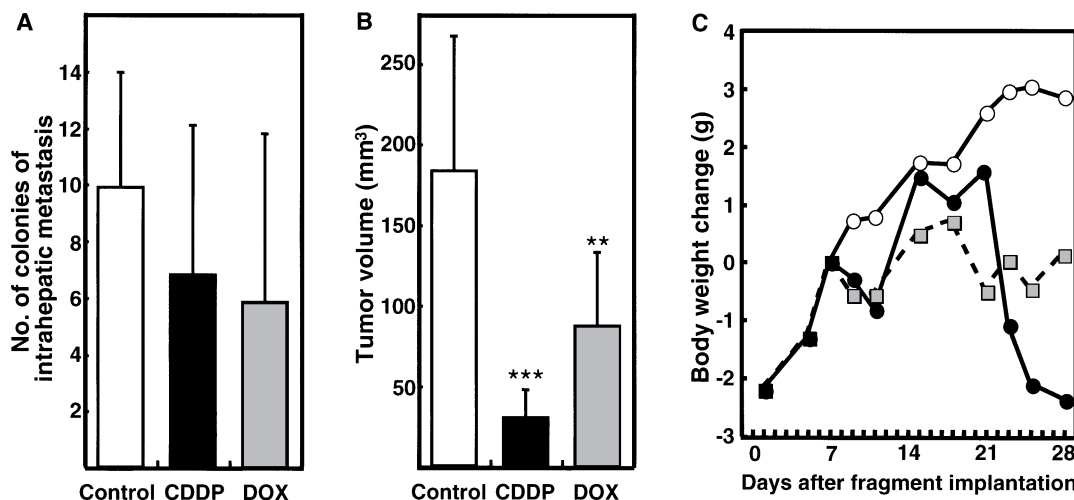 A
No. of colonies of
intrahepatic metastasis
14
12
10
8
6
4
2
Control CDDP DOX
B
Tumor volume (mm³)
250
200
150
100
50
***
**
Control CDDP DOX
C
Body weight change (g)
4
3
2
1
0
-1
-2
-3
0 7 14 21 28
Days after fragment implantation